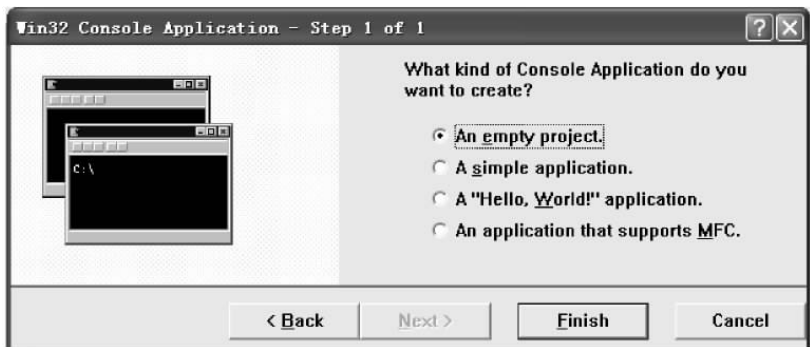 Win32 Console Application - Step 1 of 1
What kind of Console Application do you
want to create?
An empty project.
A simple application.
A "Hello, World!" application.
An application that supports MFC.
C:\
< Back
Next >
Finish
Cancel